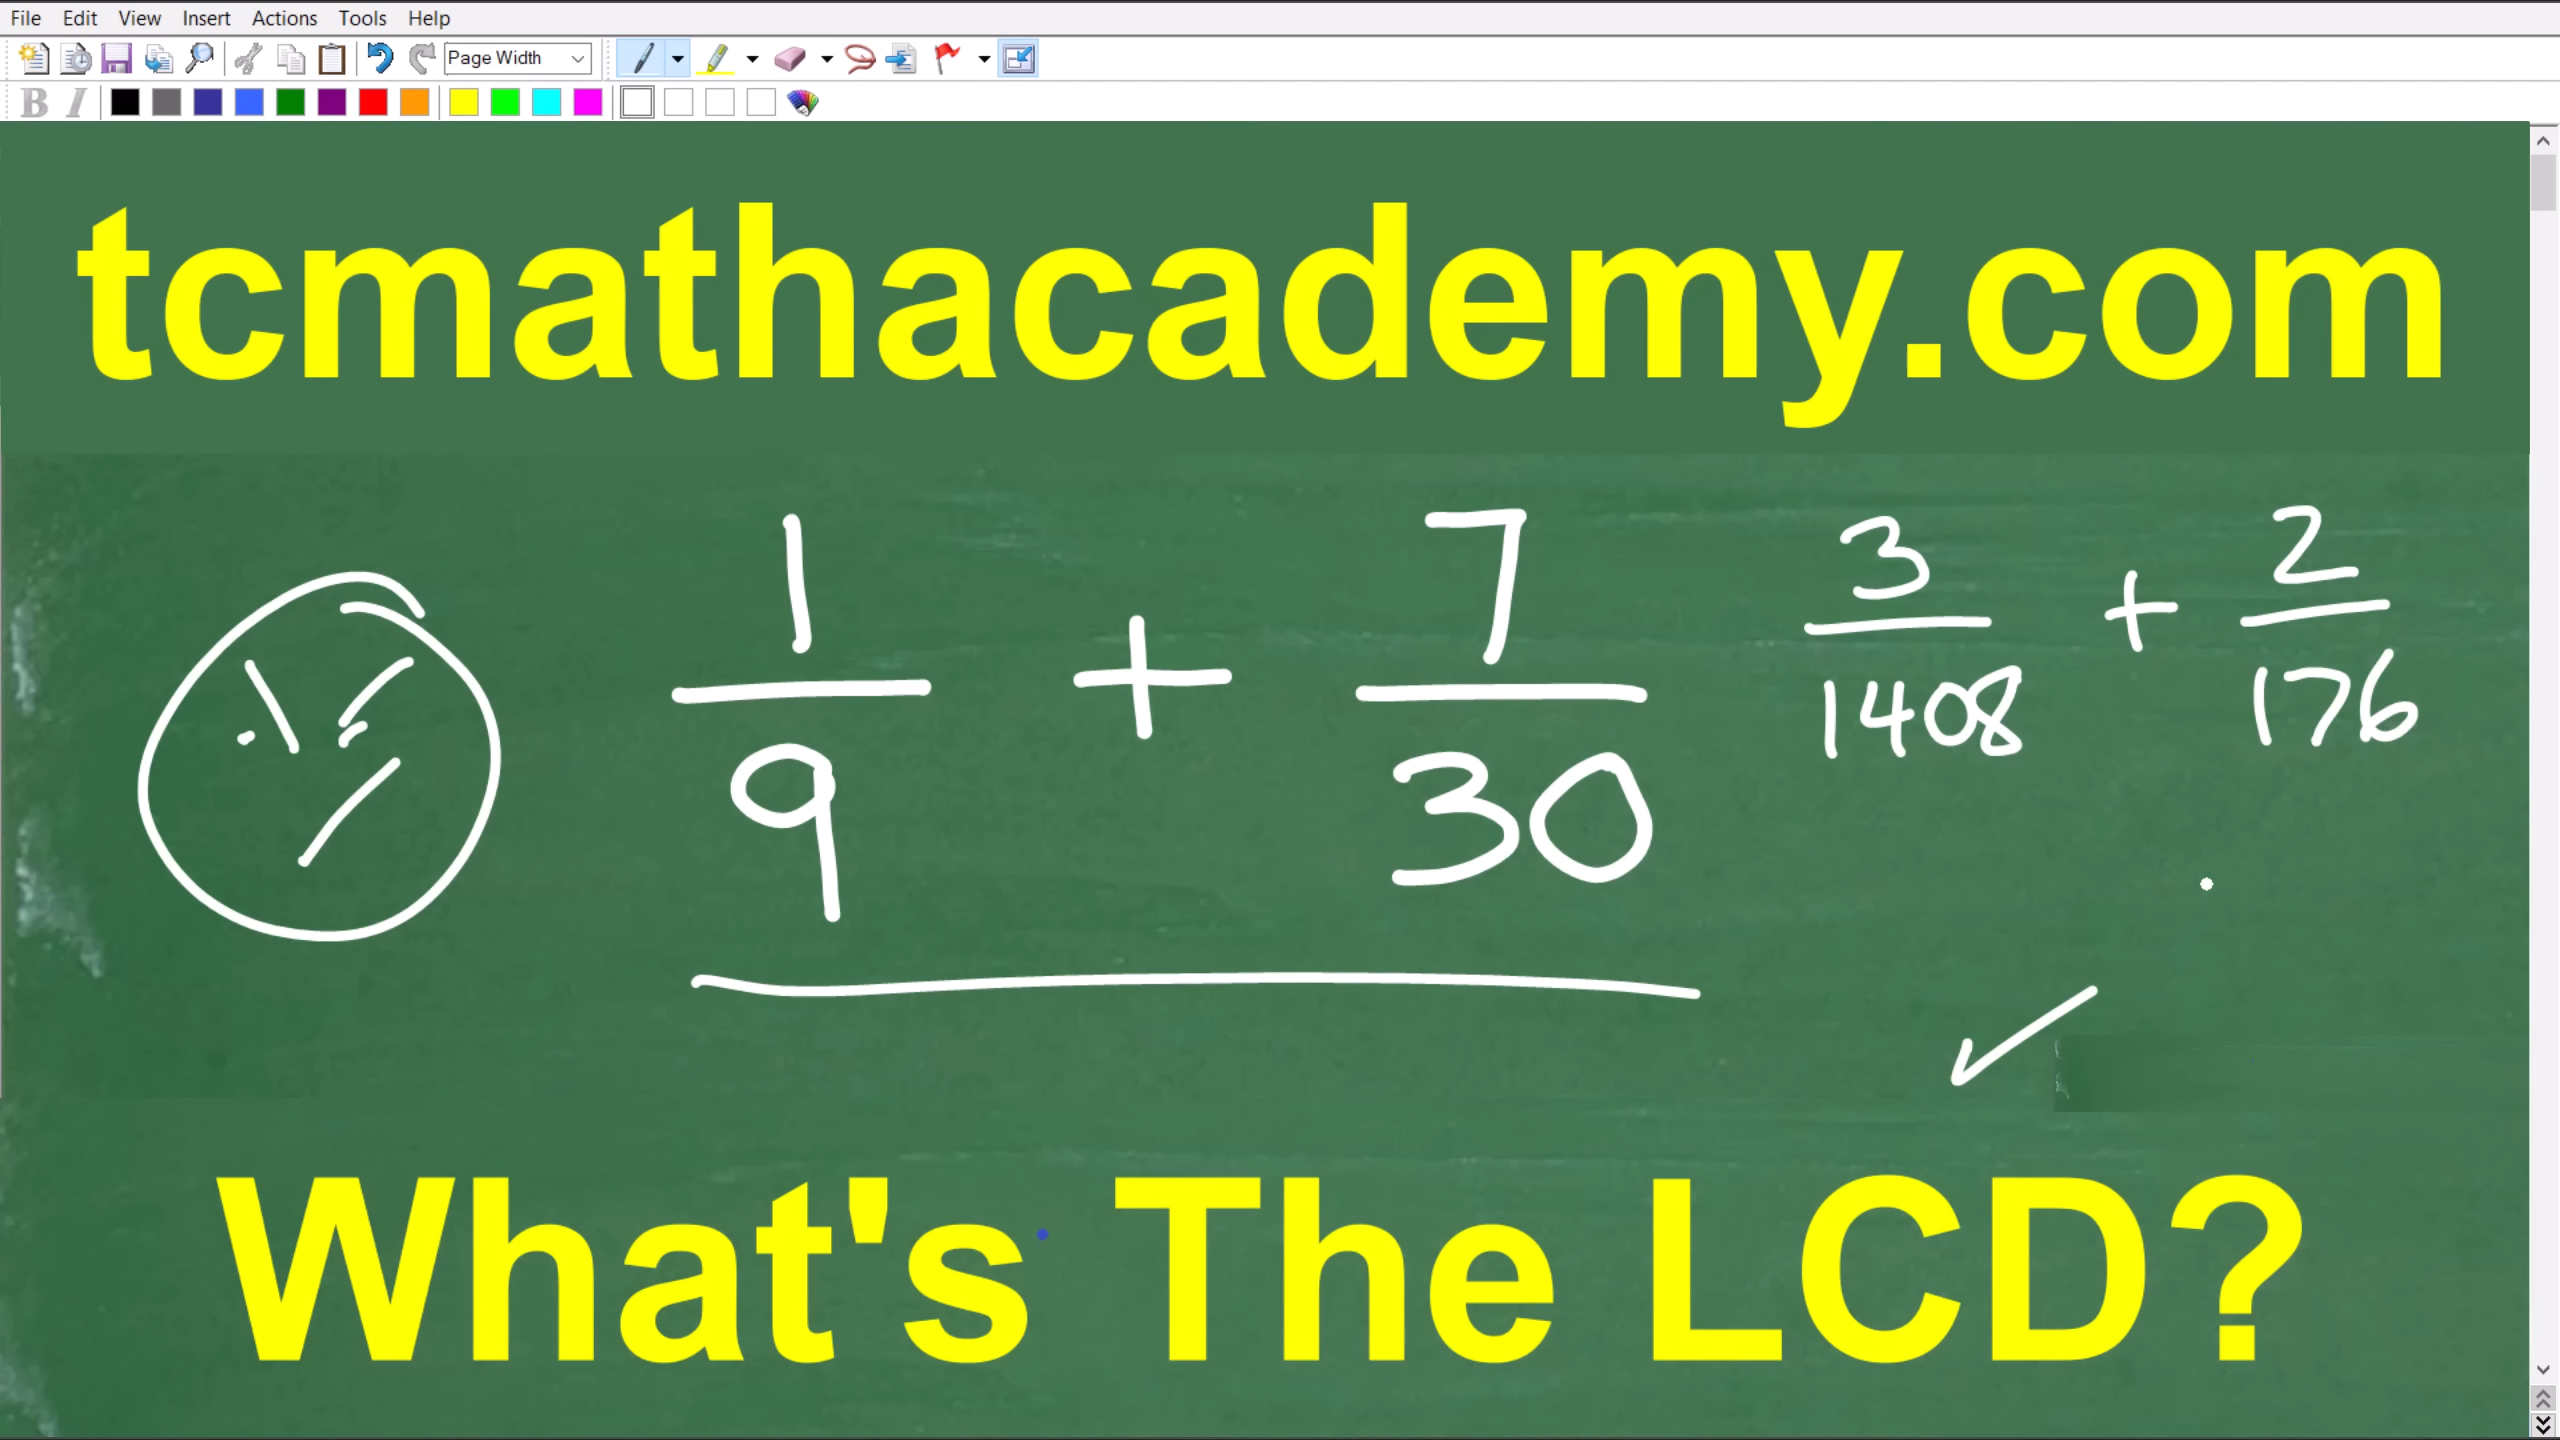 File Edit View Insert Actions Tools Help
Page Width
B I
tcmathacademy.com
1 7 3 2
+ +
9 30 1408 176
What's The LCD?